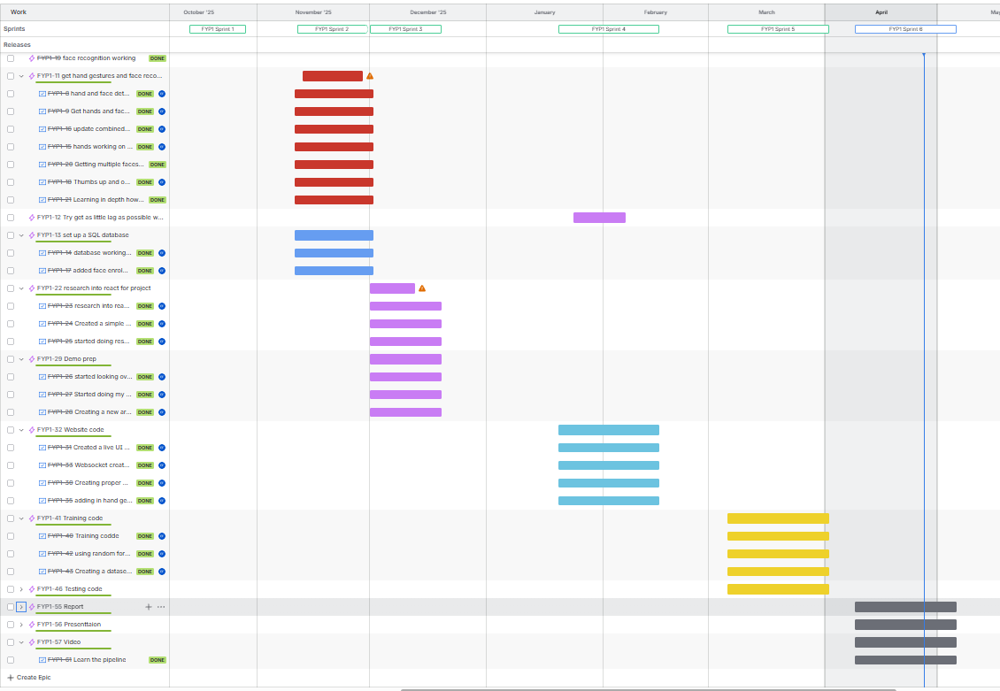 Work
October '25
November '25
December '25
January
February
March
April
May
Sprints
FYP1 Sprint 1
FYP1 Sprint 2
FYP1 Sprint 3
FYP1 Sprint 4
FYP1 Sprint 5
FYP1 Sprint 6
Releases
FYP1-19 face recognition working DONE
FYP1-11 get hand gestures and face reco...
FYP1-8 hand and face det... DONE
FYP1-9 Get hands and fac... DONE
FYP1-16 update combined... DONE
FYP1-15 hands working on ... DONE
FYP1-20 Getting multiple faces... DONE
FYP1-18 Thumbs up and o... DONE
FYP1-21 Learning in depth how... DONE
FYP1-12 Try get as little lag as possible w...
FYP1-13 set up a SQL database
FYP1-14 database working... DONE
FYP1-17 added face enrol... DONE
FYP1-22 research into react for project
FYP1-23 research into rea... DONE
FYP1-24 Created a simple ... DONE
FYP1-25 started doing res... DONE
FYP1-29 Demo prep
FYP1-26 started looking ov... DONE
FYP1-27 Started doing my ... DONE
FYP1-28 Creating a new ar... DONE
FYP1-32 Website code
FYP1-31 Created a live UI ... DONE
FYP1-33 Websocket creat... DONE
FYP1-30 Creating proper ... DONE
FYP1-35 adding in hand ge... DONE
FYP1-41 Training code
FYP1-40 Training codde DONE
FYP1-42 using random for... DONE
FYP1-43 Creating a datase... DONE
FYP1-46 Testing code
FYP1-55 Report
FYP1-56 Presenttaion
FYP1-57 Video
FYP1-61 Learn the pipeline DONE
Create Epic